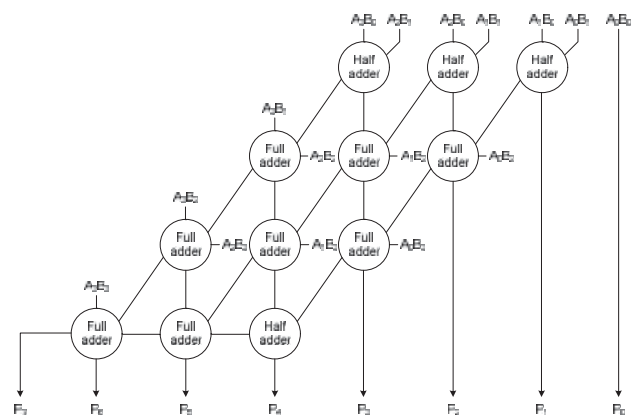 A₃B₀ A₂B₁ A₂B₀ A₁B₁ A₁B₀ A₀B₁ A₀B₀
Half adder
Half adder
Half adder
A₃B₁
Full adder
A₂B₂
Full adder
A₁B₂
Full adder
A₀B₂
A₃B₂
Full adder
A₂B₃
Full adder
A₁B₃
Full adder
A₀B₃
A₃B₃
Full adder
Full adder
Half adder
P₇ P₆ P₅ P₄ P₃ P₂ P₁ P₀